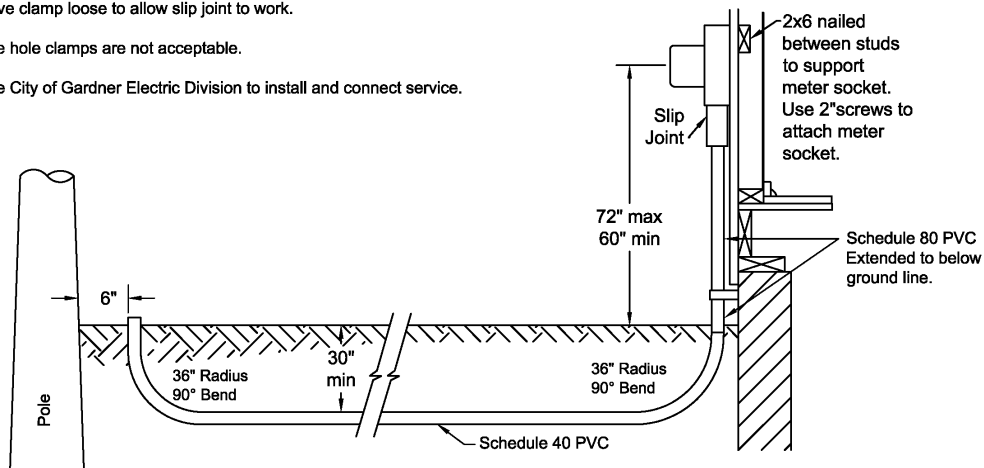 clamp loose to allow slip joint to work.
hole clamps are not acceptable.
City of Gardner Electric Division to install and connect service.
2x6 nailed
between studs
to support
meter socket.
Use 2"screws to
attach meter
socket.
Slip
Joint
72" max
60" min
Schedule 80 PVC
Extended to below
ground line.
6"
30"
min
36" Radius
90° Bend
36" Radius
90° Bend
Pole
Schedule 40 PVC